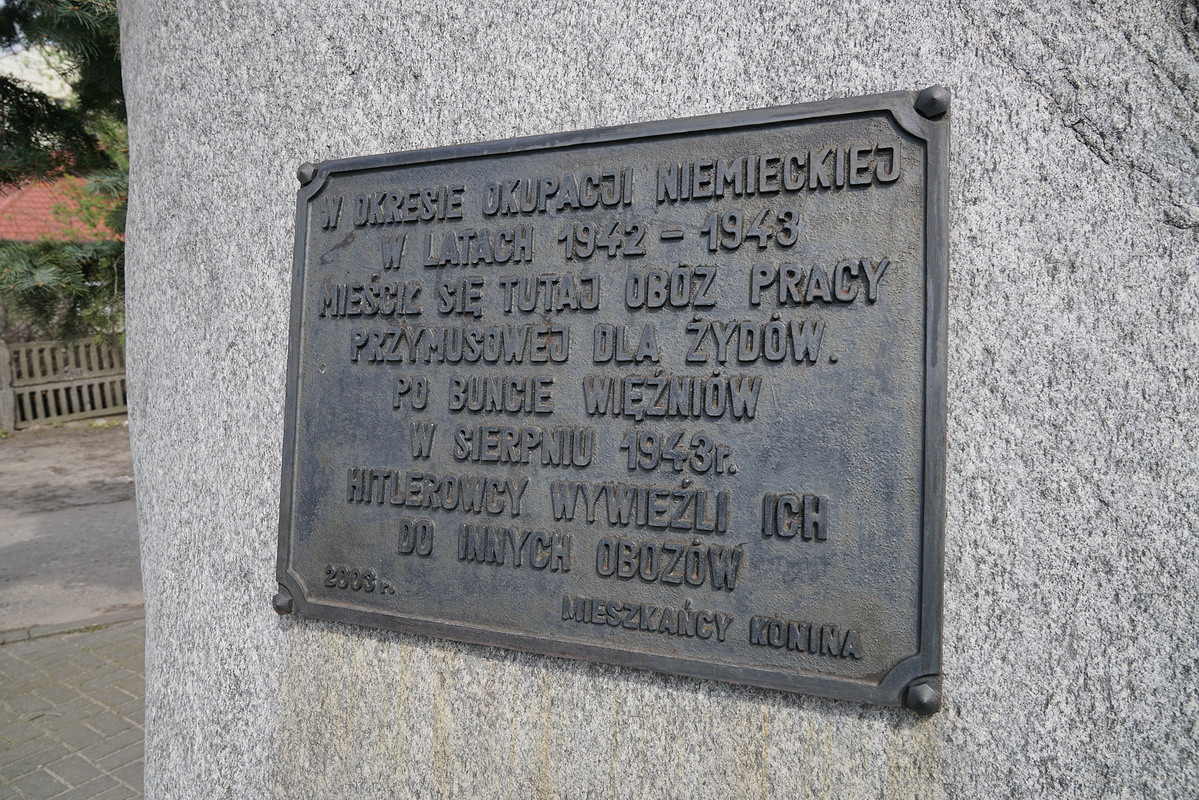 W OKRESIE OKUPACJI NIEMIECKIEJ
W LATACH 1942 – 1943
MIEŚCIŁ SIĘ TUTAJ OBÓZ PRACY
PRZYMUSOWEJ DLA ŻYDÓW.
PO BUNCIE WIĘŹNIÓW
W SIERPNIU 1943r.
HITLEROWCY WYWIEŹLI ICH
DO INNYCH OBOZÓW
2003 r.
MIESZKAŃCY KONINA